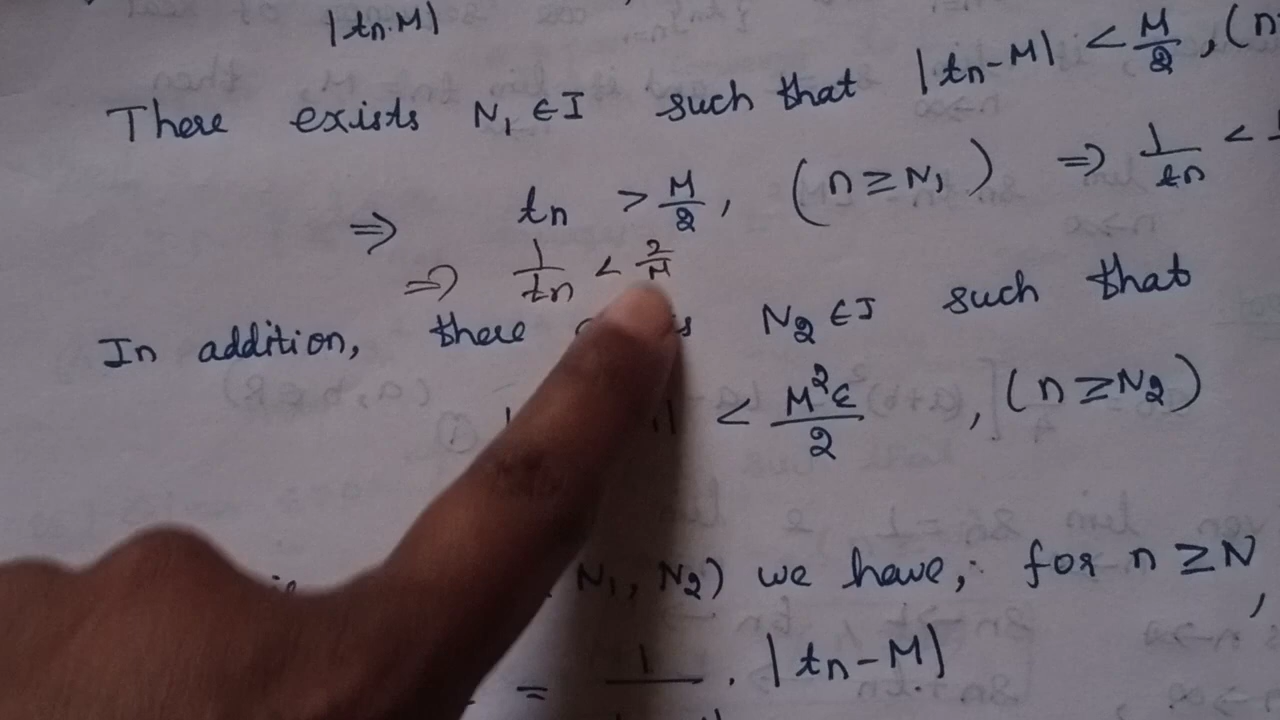 |tn.M|
There exists N₁ ∈ I such that |tn-M| < M/2 , (n
⇒ tn > M/2 , (n ≥ N₁) ⇒ 1/tn <
⇒ 1/tn < 2/M
In addition, there N₂ ∈ I such that
< M²ε/2 , (n ≥ N₂)
N₁, N₂) we have, for n ≥ N ,
= 1 . |tn-M|